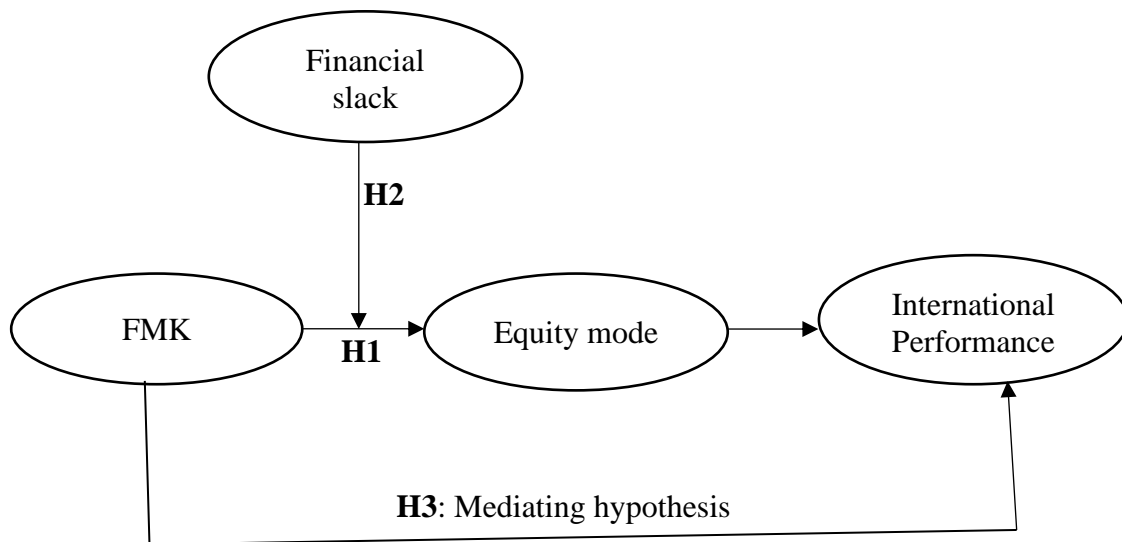 Financial
slack
H2
FMK
H1
Equity mode
International
Performance
H3: Mediating hypothesis